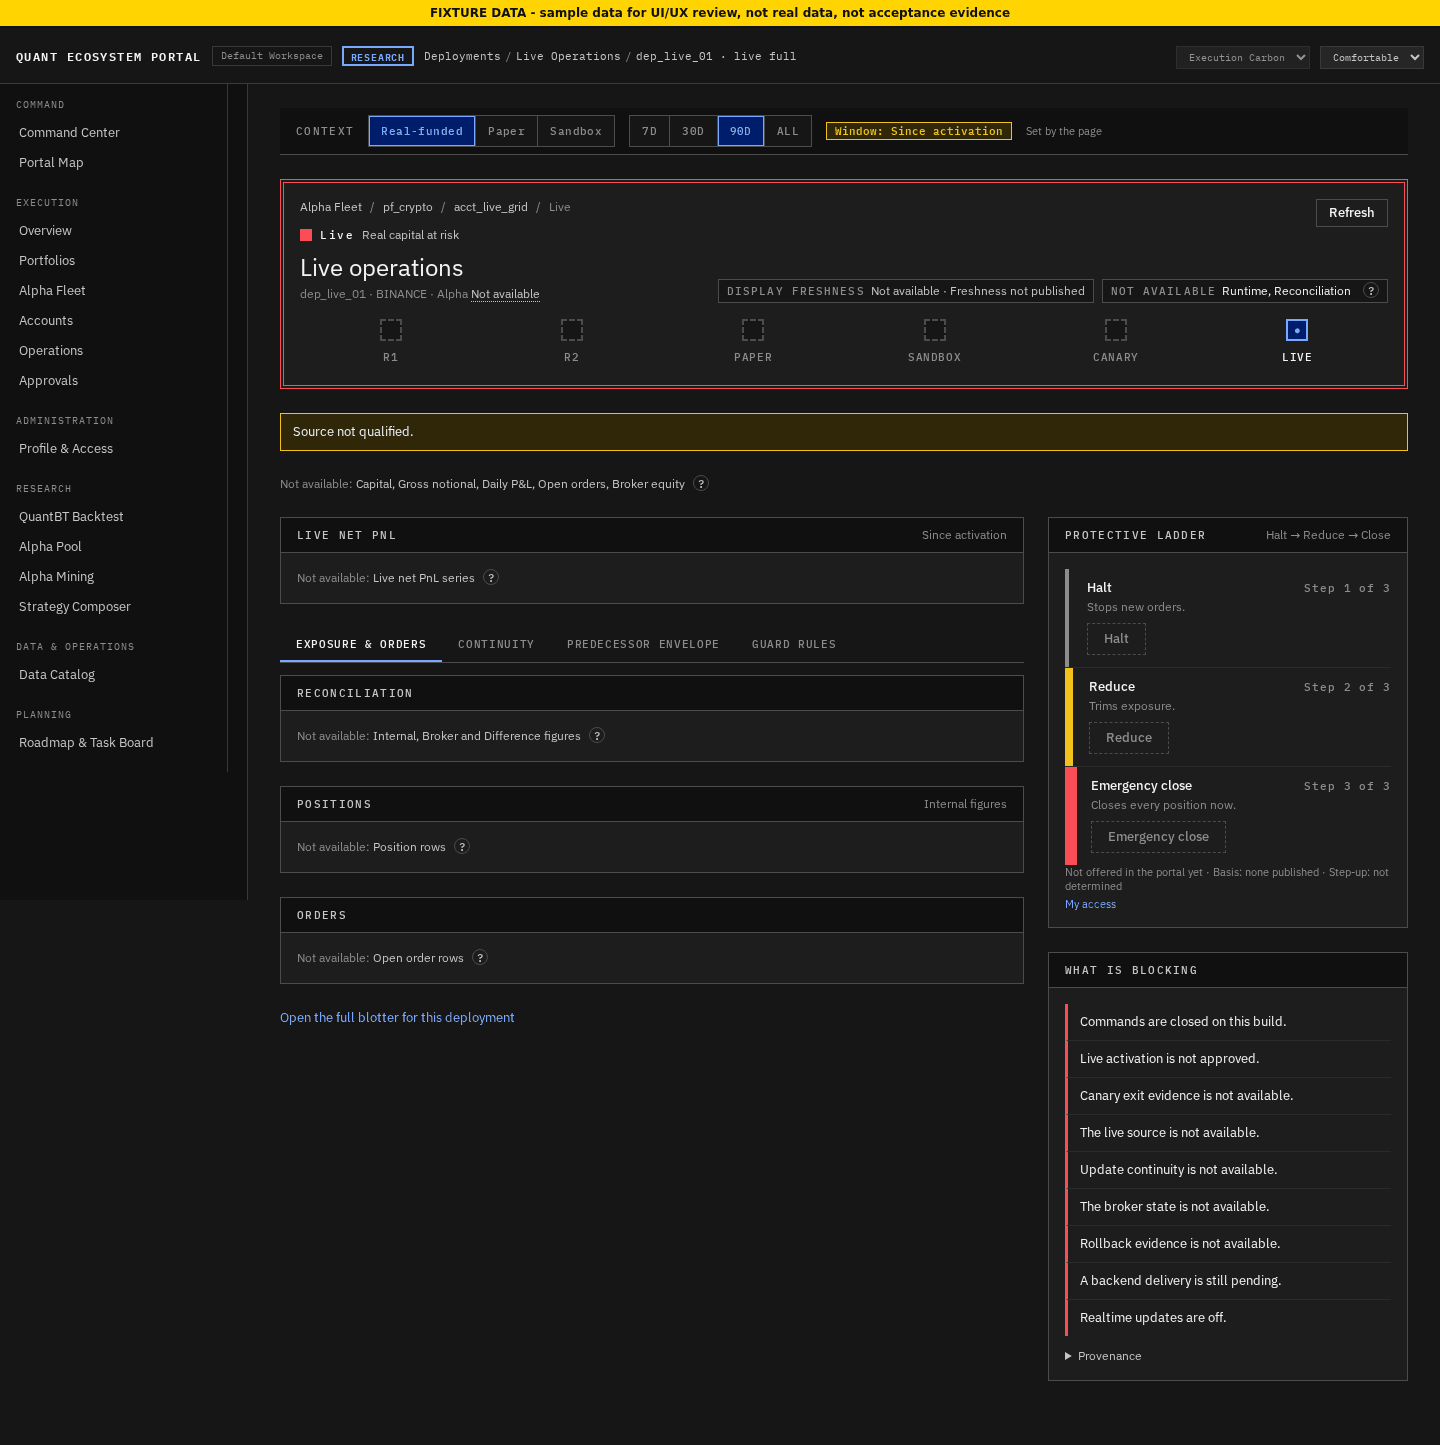 FIXTURE DATA - sample data for UI/UX review, not real data, not acceptance evidence
QUANT ECOSYSTEM PORTAL
Default Workspace
RESEARCH
Deployments / Live Operations / dep_live_01 · live full
Execution Carbon
Comfortable
COMMAND
Command Center
Portal Map
EXECUTION
Overview
Portfolios
Alpha Fleet
Accounts
Operations
Approvals
ADMINISTRATION
Profile & Access
RESEARCH
QuantBT Backtest
Alpha Pool
Alpha Mining
Strategy Composer
DATA & OPERATIONS
Data Catalog
PLANNING
Roadmap & Task Board
CONTEXT
Real-funded
Paper
Sandbox
7D
30D
90D
ALL
Window: Since activation
Set by the page
Alpha Fleet / pf_crypto / acct_live_grid / Live
Refresh
Live Real capital at risk
Live operations
dep_live_01 · BINANCE · Alpha Not available
DISPLAY FRESHNESS Not available · Freshness not published
NOT AVAILABLE Runtime, Reconciliation ?
R1
R2
PAPER
SANDBOX
CANARY
LIVE
Source not qualified.
Not available: Capital, Gross notional, Daily P&L, Open orders, Broker equity ?
LIVE NET PNL
Since activation
Not available: Live net PnL series ?
EXPOSURE & ORDERS
CONTINUITY
PREDECESSOR ENVELOPE
GUARD RULES
RECONCILIATION
Not available: Internal, Broker and Difference figures ?
POSITIONS
Internal figures
Not available: Position rows ?
ORDERS
Not available: Open order rows ?
Open the full blotter for this deployment
PROTECTIVE LADDER
Halt → Reduce → Close
Halt
Step 1 of 3
Stops new orders.
Halt
Reduce
Step 2 of 3
Trims exposure.
Reduce
Emergency close
Step 3 of 3
Closes every position now.
Emergency close
Not offered in the portal yet · Basis: none published · Step-up: not
determined
My access
WHAT IS BLOCKING
Commands are closed on this build.
Live activation is not approved.
Canary exit evidence is not available.
The live source is not available.
Update continuity is not available.
The broker state is not available.
Rollback evidence is not available.
A backend delivery is still pending.
Realtime updates are off.
Provenance